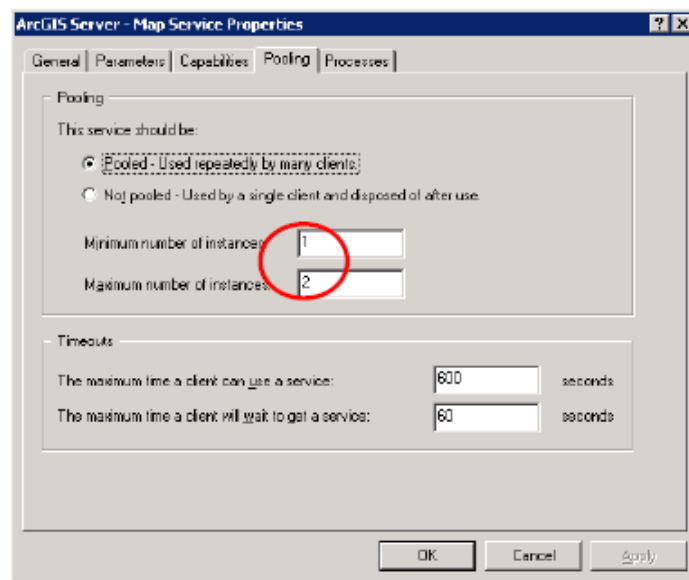 ArcGIS Server - Map Service Properties
? X
General Parameters Capabilities Pooling Processes
Pooling
This service should be:
Pooled - Used repeatedly by many clients.
Not pooled - Used by a single client and disposed of after use.
Minimum number of instances: 1
Maximum number of instances: 2
Timeouts
The maximum time a client can use a service: 600 seconds
The maximum time a client will wait to get a service: 60 seconds
OK Cancel Apply